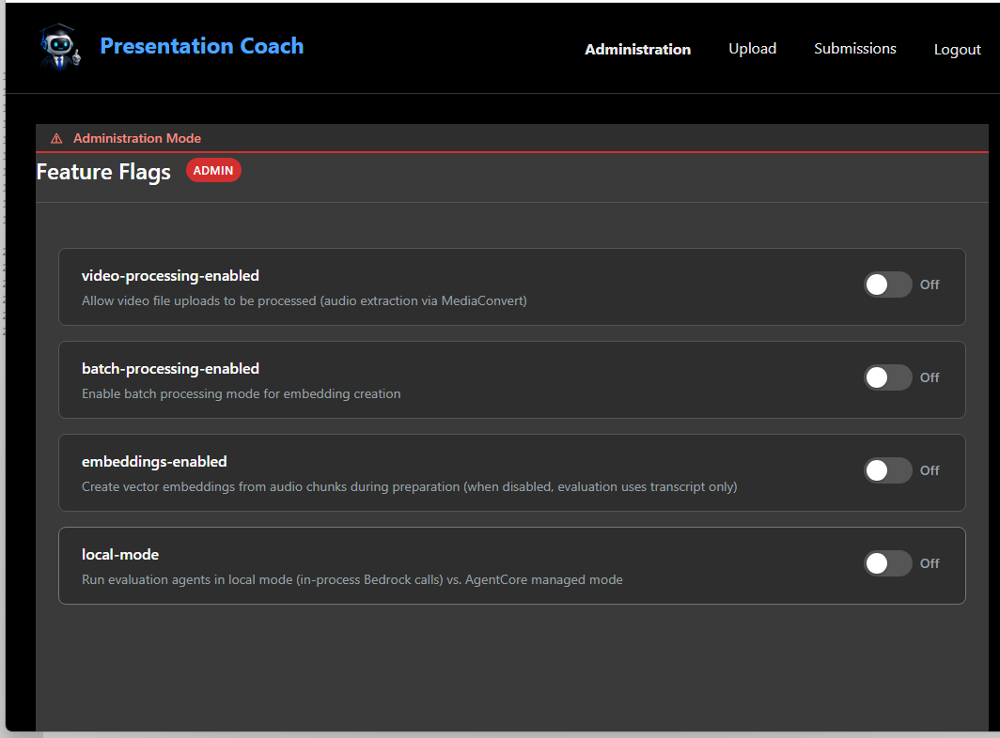 Presentation Coach
Administration Upload Submissions Logout
Administration Mode
Feature Flags ADMIN
video-processing-enabled
Allow video file uploads to be processed (audio extraction via MediaConvert)
Off
batch-processing-enabled
Enable batch processing mode for embedding creation
Off
embeddings-enabled
Create vector embeddings from audio chunks during preparation (when disabled, evaluation uses transcript only)
Off
local-mode
Run evaluation agents in local mode (in-process Bedrock calls) vs. AgentCore managed mode
Off